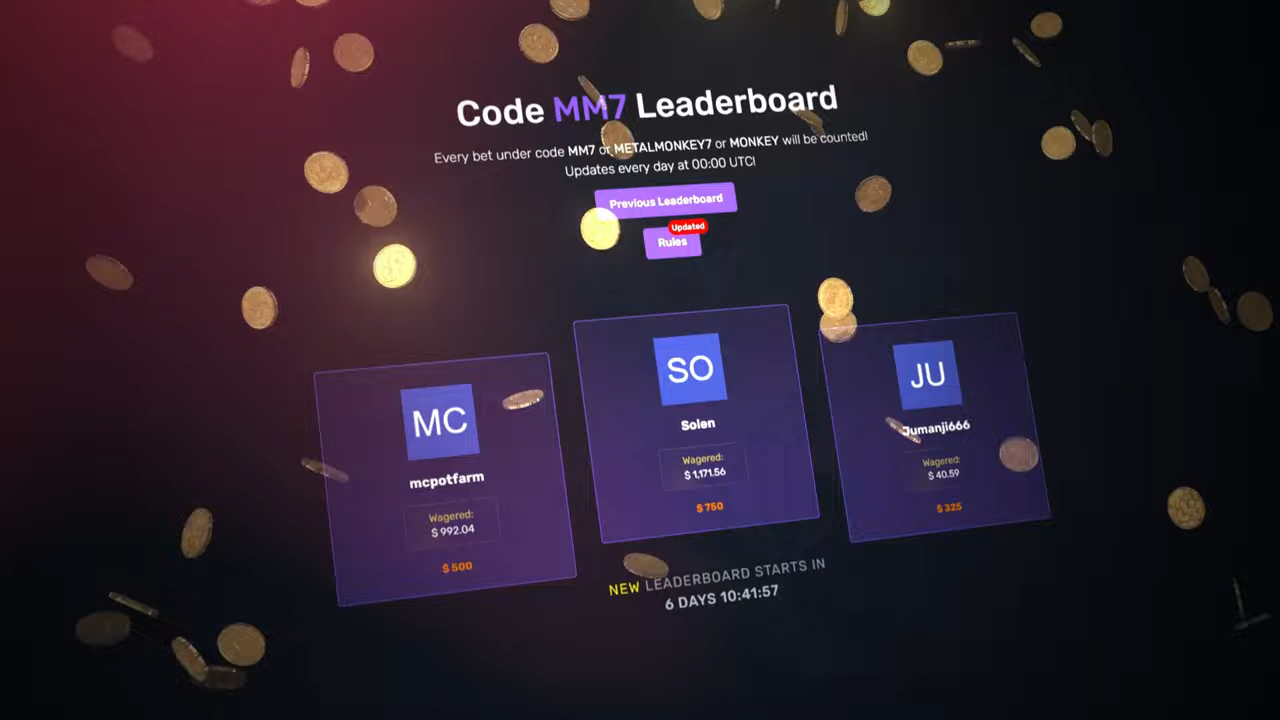 Code MM7 Leaderboard
Every bet under code MM7 or METALMONKEY7 or MONKEY will be counted!
Updates every day at 00:00 UTC!
Previous Leaderboard
Updated
Rules
MC
mcpotfarm
Wagered:
$ 992.04
$ 500
SO
Solen
Wagered:
$ 1,171.56
$ 750
JU
Jumanji666
Wagered:
$ 40.59
$ 325
NEW LEADERBOARD STARTS IN
6 DAYS 10:41:57